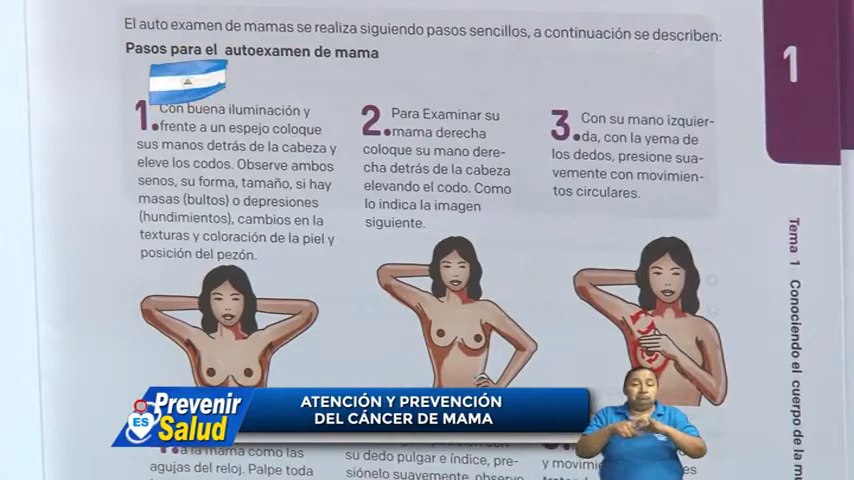 El auto examen de mamas se realiza siguiendo pasos sencillos, a continuación se describen:
Pasos para el autoexamen de mama
1. Con buena iluminación y
frente a un espejo coloque
sus manos detrás de la cabeza y
eleve los codos. Observe ambos
senos, su forma, tamaño, si hay
masas (bultos) o depresiones
(hundimientos), cambios en la
texturas y coloración de la piel y
posición del pezón.
2. Para Examinar su
mama derecha
coloque su mano dere-
cha detrás de la cabeza
elevando el codo. Como
lo indica la imagen
siguiente.
3. Con su mano izquier-
da, con la yema de
los dedos, presione sua-
vemente con movimien-
tos circulares.
1
Tema 1 Conociendo el cuerpo de la mu
a la mama como las
agujas del reloj. Palpe toda
su dedo pulgar e índice, pre-
siónelo suavemente, observe
y movimie
Prevenir
ES Salud
ATENCIÓN Y PREVENCIÓN
DEL CÁNCER DE MAMA